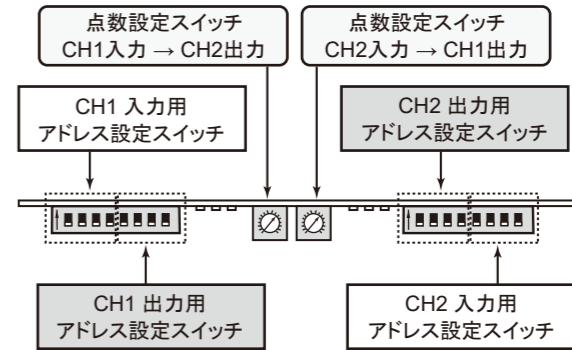 点数設定スイッチ
CH1入力 → CH2出力
点数設定スイッチ
CH2入力 → CH1出力
CH1 入力用
アドレス設定スイッチ
CH2 出力用
アドレス設定スイッチ
CH1 出力用
アドレス設定スイッチ
CH2 入力用
アドレス設定スイッチ